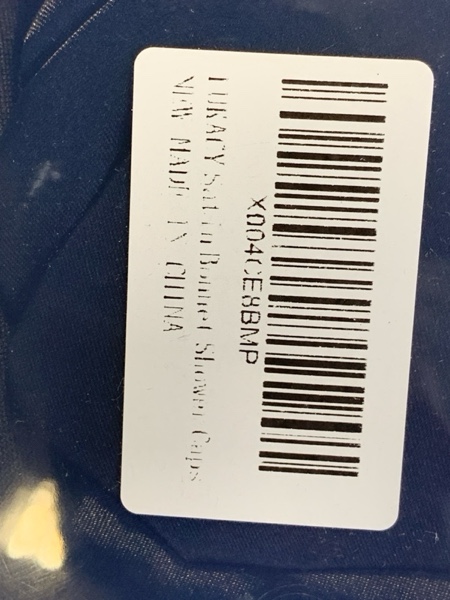 X004CE8BMP
LUKACY Satin Bonnet Shower Caps
NEW MADE IN CHINA